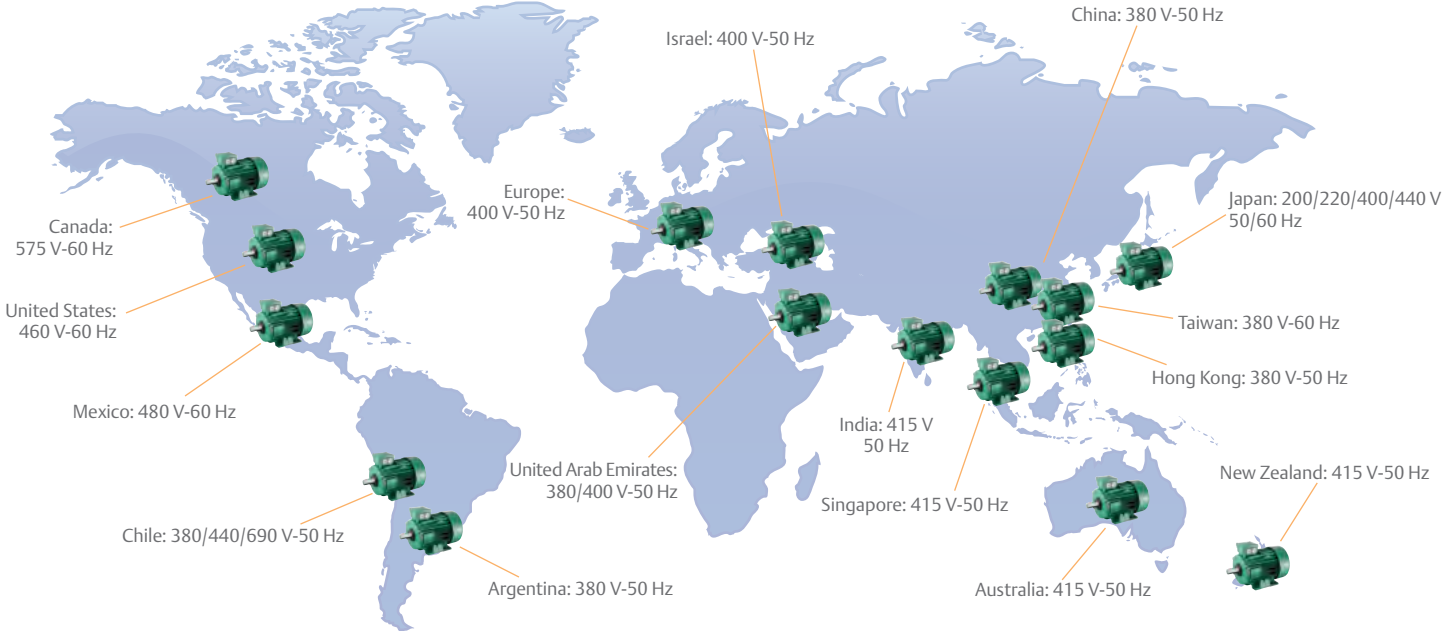 China: 380 V-50 Hz
Israel: 400 V-50 Hz
Europe:
400 V-50 Hz
Japan: 200/220/400/440 V
50/60 Hz
Canada:
575 V-60 Hz
United States:
460 V-60 Hz
Taiwan: 380 V-60 Hz
Hong Kong: 380 V-50 Hz
Mexico: 480 V-60 Hz
India: 415 V
50 Hz
United Arab Emirates:
380/400 V-50 Hz
New Zealand: 415 V-50 Hz
Singapore: 415 V-50 Hz
Chile: 380/440/690 V-50 Hz
Argentina: 380 V-50 Hz
Australia: 415 V-50 Hz